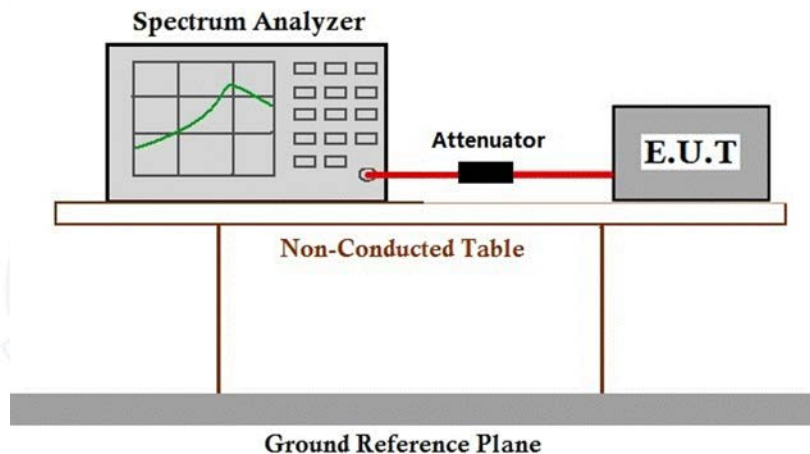 Spectrum Analyzer
Attenuator
E.U.T
Non-Conducted Table
Ground Reference Plane